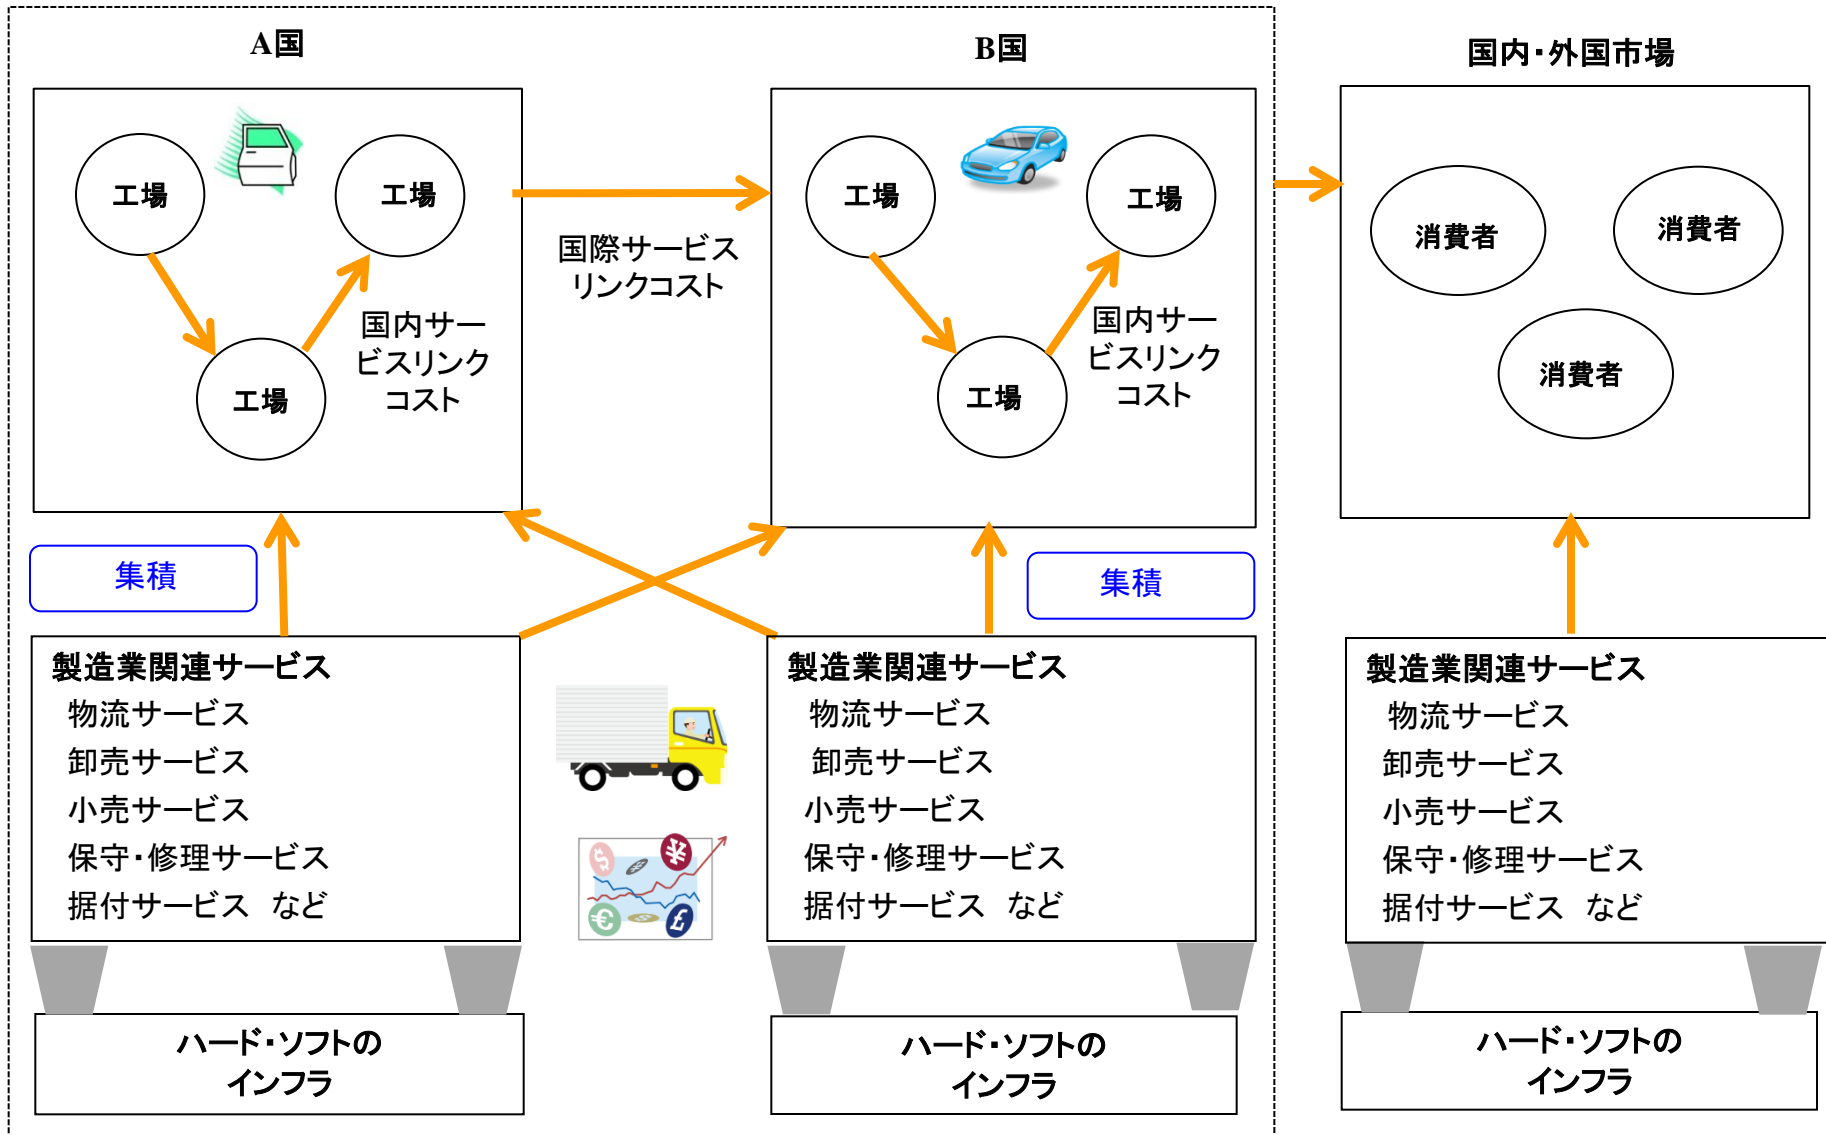 A国
B国
国内・外国市場
工場
工場
工場
国内サー
ビスリンク
コスト
国際サービス
リンクコスト
工場
工場
工場
国内サー
ビスリンク
コスト
消費者
消費者
消費者
集積
集積
製造業関連サービス
物流サービス
卸売サービス
小売サービス
保守・修理サービス
据付サービス など
$
¥
€
£
製造業関連サービス
物流サービス
卸売サービス
小売サービス
保守・修理サービス
据付サービス など
製造業関連サービス
物流サービス
卸売サービス
小売サービス
保守・修理サービス
据付サービス など
ハード・ソフトの
インフラ
ハード・ソフトの
インフラ
ハード・ソフトの
インフラ